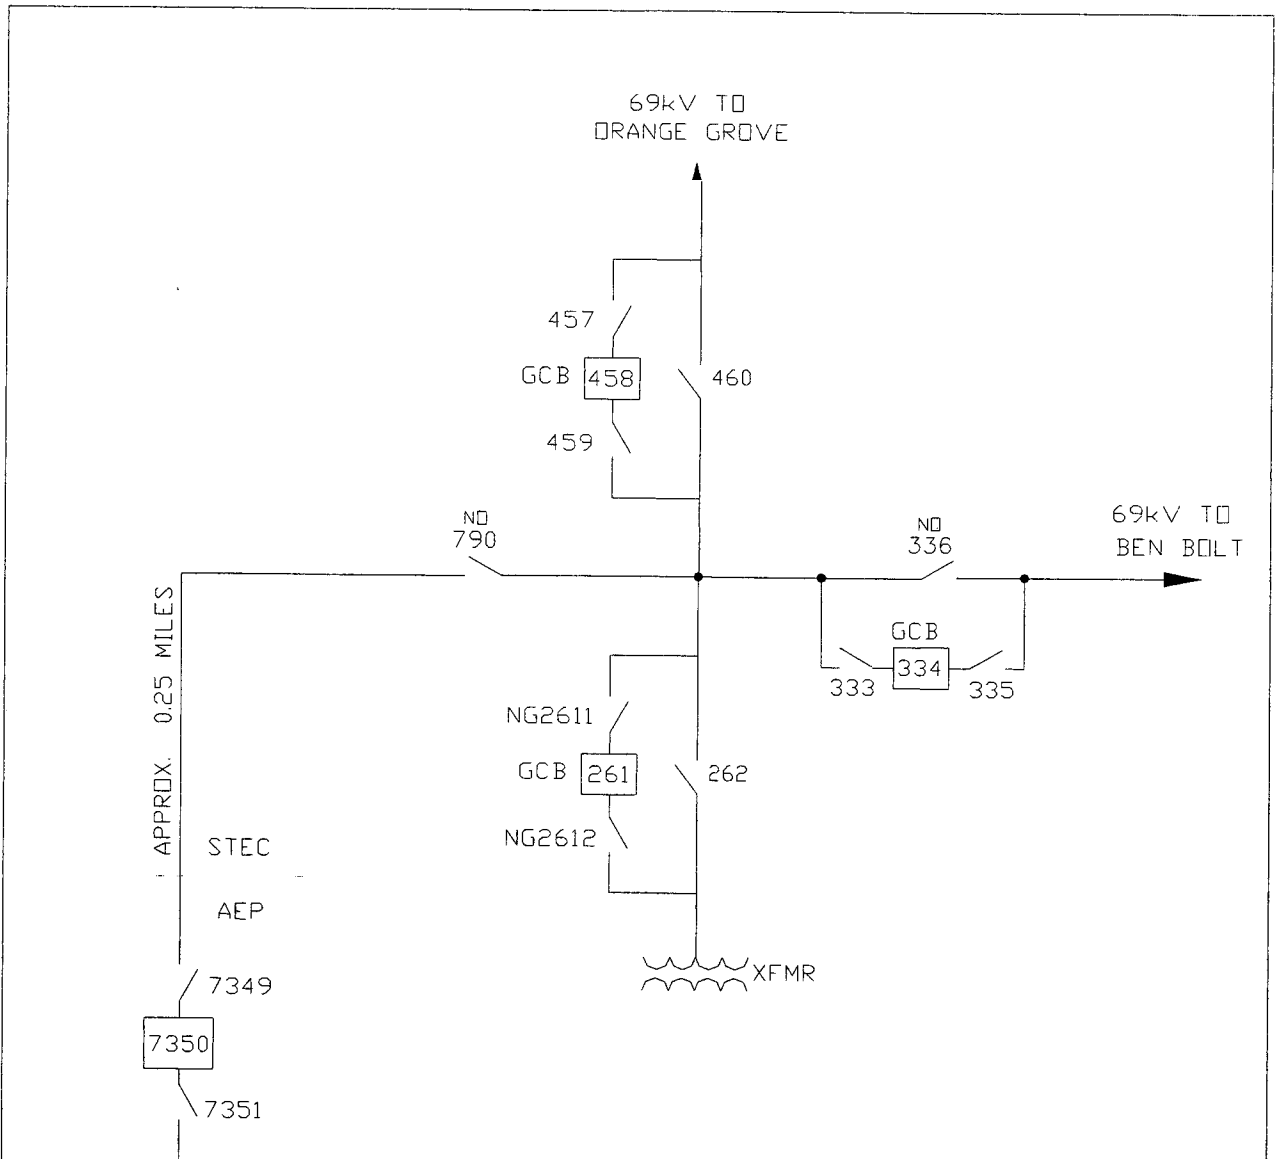 69kV TO
ORANGE GROVE
457
GCB 458
460
459
NO
790
NO
336
69kV TO
BEN BOLT
GCB
334
333
335
APPROX. 0.25 MILES
NG2611
GCB 261
262
NG2612
STEC
AEP
XFMR
7349
7350
7351